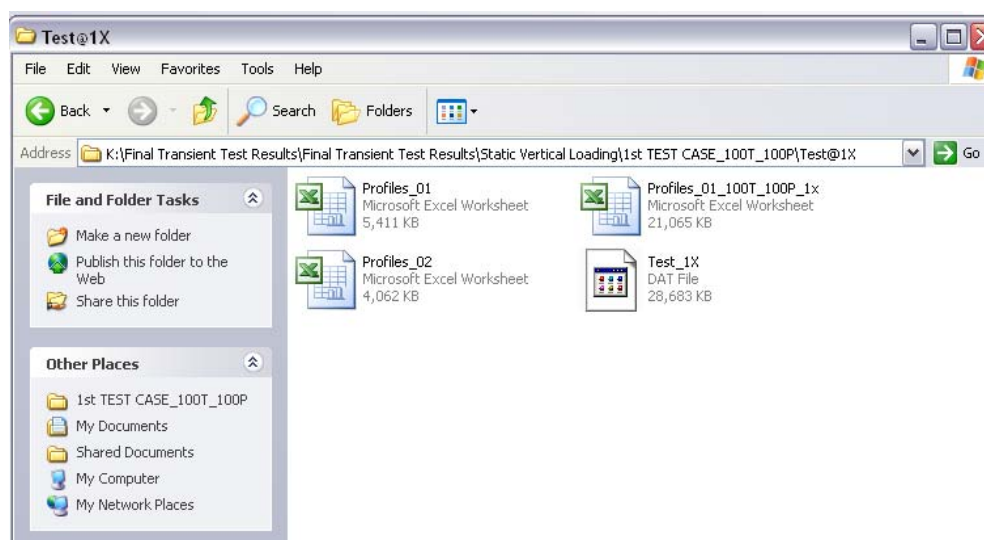 Test@1X
File Edit View Favorites Tools Help
Back Search Folders
Address K:\Final Transient Test Results\Final Transient Test Results\Static Vertical Loading\1st TEST CASE_100T_100P\Test@1X Go
File and Folder Tasks
Make a new folder
Publish this folder to the
Web
Share this folder
Other Places
1st TEST CASE_100T_100P
My Documents
Shared Documents
My Computer
My Network Places
Profiles_01
Microsoft Excel Worksheet
5,411 KB
Profiles_01_100T_100P_1x
Microsoft Excel Worksheet
21,065 KB
Profiles_02
Microsoft Excel Worksheet
4,062 KB
Test_1X
DAT File
28,683 KB